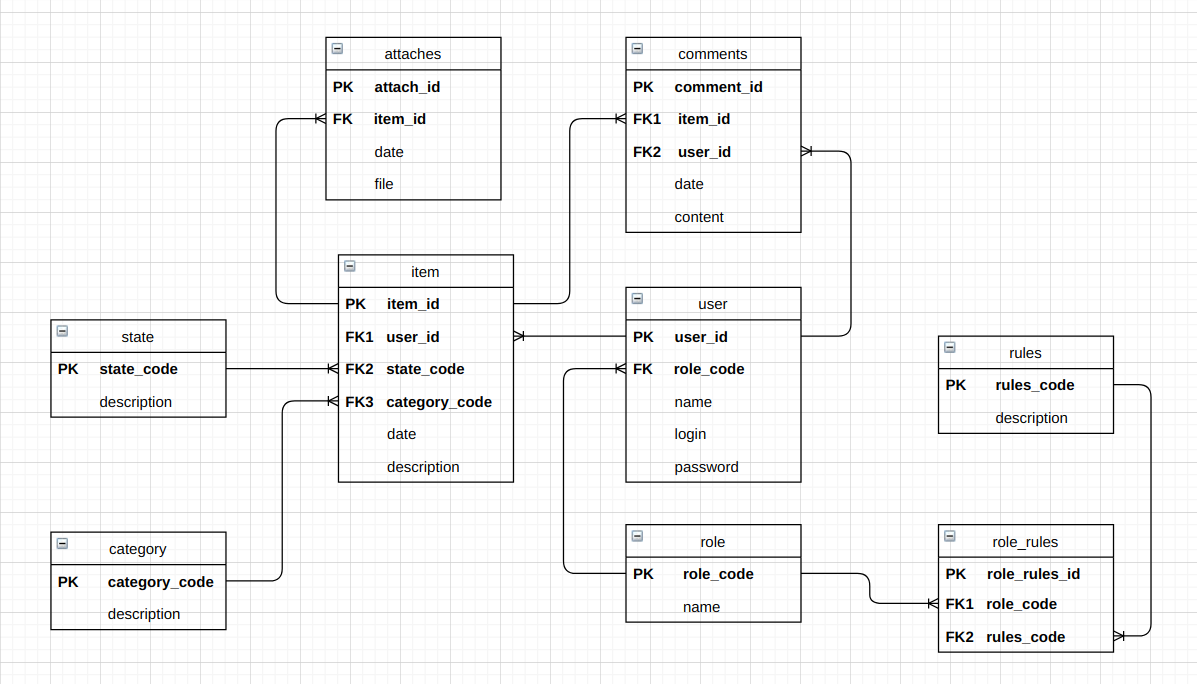 attaches
PK attach_id
FK item_id
date
file
comments
PK comment_id
FK1 item_id
FK2 user_id
date
content
item
PK item_id
FK1 user_id
FK2 state_code
FK3 category_code
date
description
user
PK user_id
FK role_code
name
login
password
state
PK state_code
description
rules
PK rules_code
description
category
PK category_code
description
role
PK role_code
name
role_rules
PK role_rules_id
FK1 role_code
FK2 rules_code